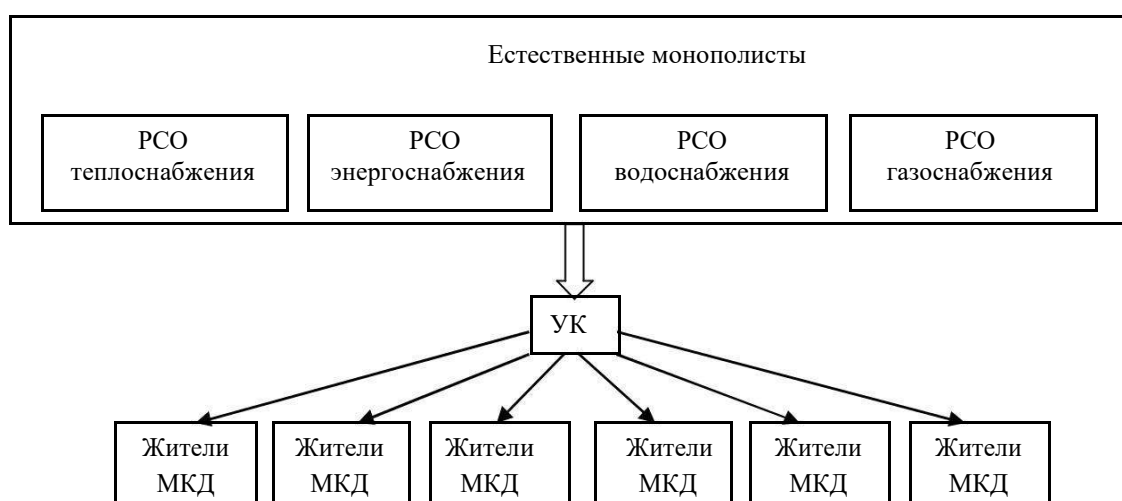 Естественные монополисты
РСО
теплоснабжения
РСО
энергоснабжения
РСО
водоснабжения
РСО
газоснабжения
УК
Жители
МКД
Жители
МКД
Жители
МКД
Жители
МКД
Жители
МКД
Жители
МКД